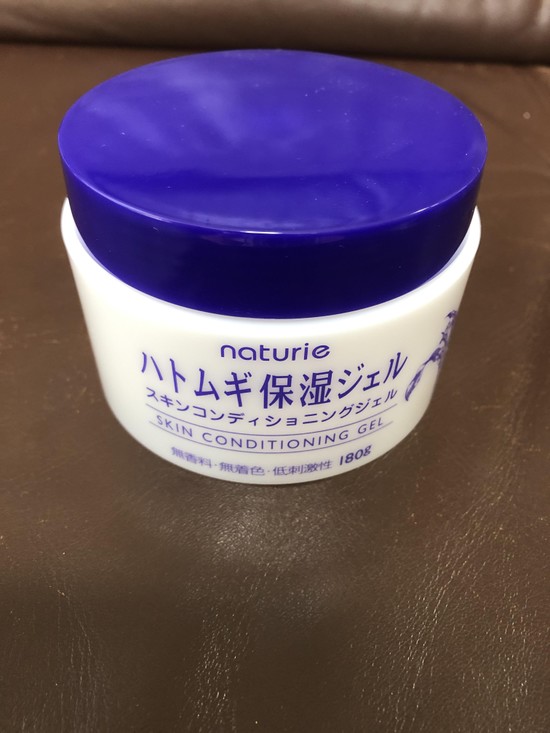 naturie
ハトムギ保湿ジェル
スキンコンディショニングジェル
SKIN CONDITIONING GEL
無香料・無着色・低刺激性 180g